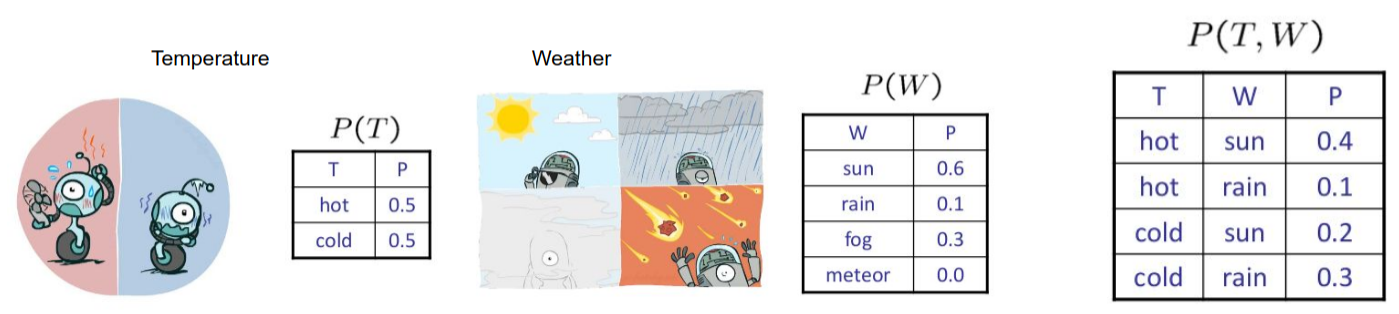 Temperature
P(T)
T P
hot 0.5
cold 0.5
Weather
P(W)
W P
sun 0.6
rain 0.1
fog 0.3
meteor 0.0
P(T, W)
T W P
hot sun 0.4
hot rain 0.1
cold sun 0.2
cold rain 0.3